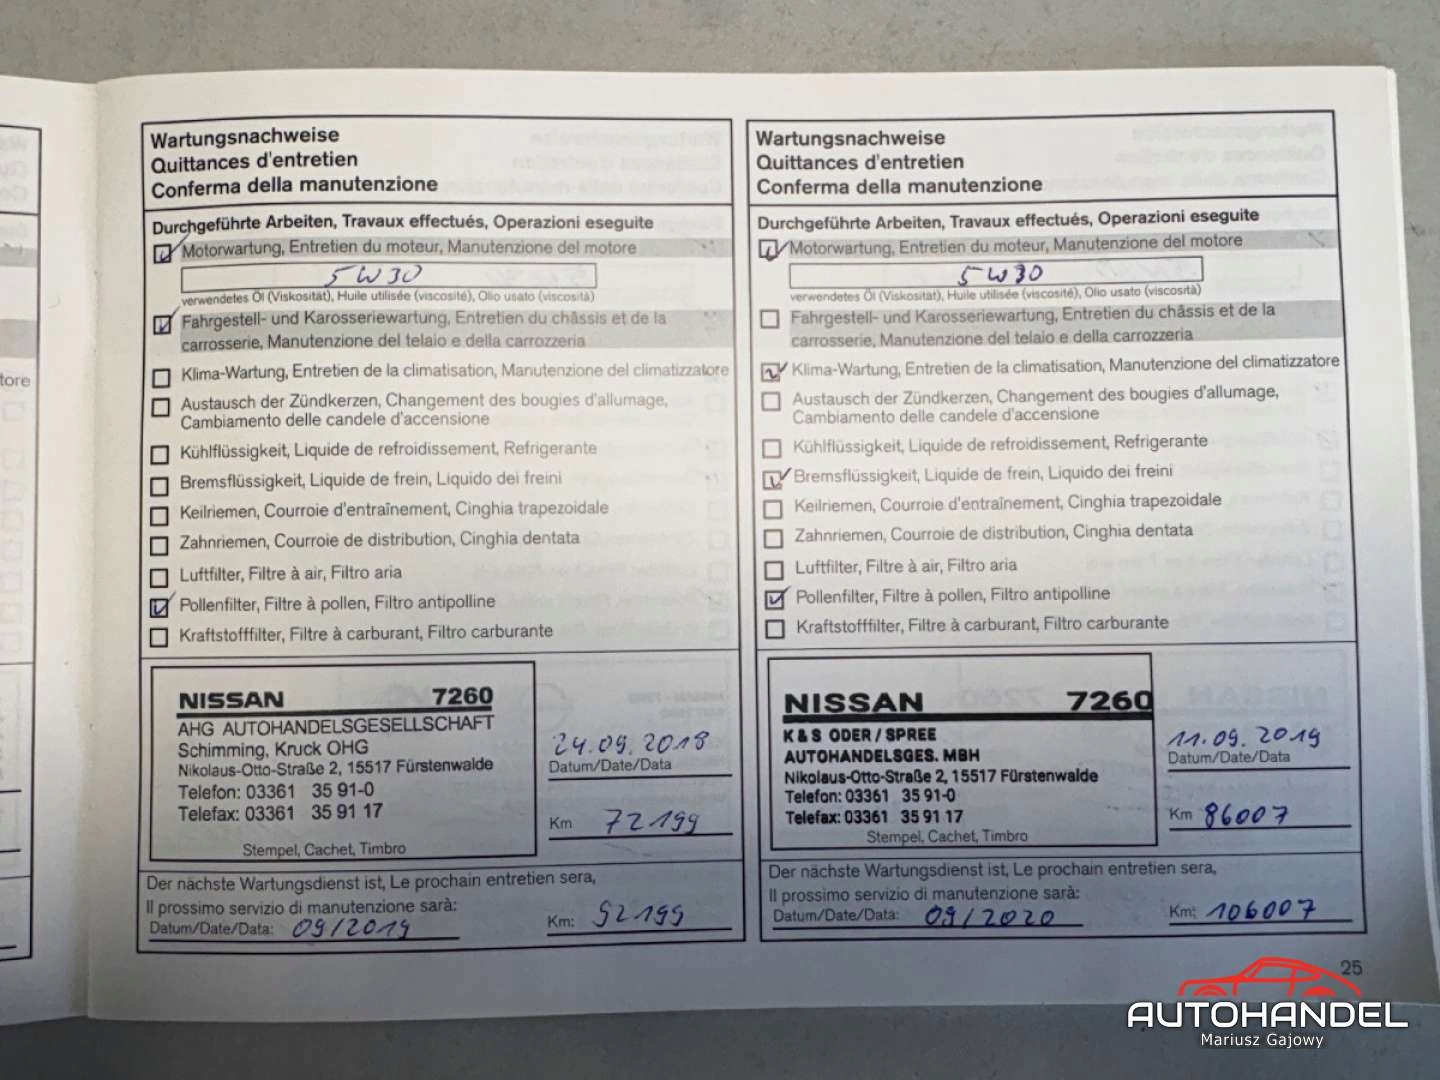 Wartungsnachweise
Quittances d'entretien
Conferma della manutenzione
Durchgeführte Arbeiten, Travaux effectués, Operazioni eseguite
Motorwartung, Entretien du moteur, Manutenzione del motore
5W30
verwendetes Öl (Viskosität), Huile utilisée (viscosité), Olio usato (viscosità)
Fahrgestell- und Karosseriewartung, Entretien du châssis et de la
carrosserie, Manutenzione del telaio e della carrozzeria
Klima-Wartung, Entretien de la climatisation, Manutenzione del climatizzatore
Austausch der Zündkerzen, Changement des bougies d'allumage,
Cambiamento delle candele d'accensione
Kühlflüssigkeit, Liquide de refroidissement, Refrigerante
Bremsflüssigkeit, Liquide de frein, Liquido dei freini
Keilriemen, Courroie d'entraînement, Cinghia trapezoidale
Zahnriemen, Courroie de distribution, Cinghia dentata
Luftfilter, Filtre à air, Filtro aria
Pollenfilter, Filtre à pollen, Filtro antipolline
Kraftstofffilter, Filtre à carburant, Filtro carburante
NISSAN 7260
AHG AUTOHANDELSGESELLSCHAFT
Schimming, Kruck OHG
Nikolaus-Otto-Straße 2, 15517 Fürstenwalde
Telefon: 03361 35 91-0
Telefax: 03361 35 91 17
Stempel, Cachet, Timbro
24.09.2018
Datum/Date/Data
Km 72199
Der nächste Wartungsdienst ist, Le prochain entretien sera,
Il prossimo servizio di manutenzione sarà:
Datum/Date/Data: 09/2019 Km: 92199
Wartungsnachweise
Quittances d'entretien
Conferma della manutenzione
Durchgeführte Arbeiten, Travaux effectués, Operazioni eseguite
Motorwartung, Entretien du moteur, Manutenzione del motore
5W30
verwendetes Öl (Viskosität), Huile utilisée (viscosité), Olio usato (viscosità)
Fahrgestell- und Karosseriewartung, Entretien du châssis et de la
carrosserie, Manutenzione del telaio e della carrozzeria
Klima-Wartung, Entretien de la climatisation, Manutenzione del climatizzatore
Austausch der Zündkerzen, Changement des bougies d'allumage,
Cambiamento delle candele d'accensione
Kühlflüssigkeit, Liquide de refroidissement, Refrigerante
Bremsflüssigkeit, Liquide de frein, Liquido dei freini
Keilriemen, Courroie d'entraînement, Cinghia trapezoidale
Zahnriemen, Courroie de distribution, Cinghia dentata
Luftfilter, Filtre à air, Filtro aria
Pollenfilter, Filtre à pollen, Filtro antipolline
Kraftstofffilter, Filtre à carburant, Filtro carburante
NISSAN 7260
K & S ODER / SPREE
AUTOHANDELSGES. MBH
Nikolaus-Otto-Straße 2, 15517 Fürstenwalde
Telefon: 03361 35 91-0
Telefax: 03361 35 91 17
Stempel, Cachet, Timbro
11.09.2019
Datum/Date/Data
Km 86007
Der nächste Wartungsdienst ist, Le prochain entretien sera,
Il prossimo servizio di manutenzione sarà:
Datum/Date/Data: 09/2020 Km: 106007
25
tore
AUTOHANDEL
Mariusz Gajowy